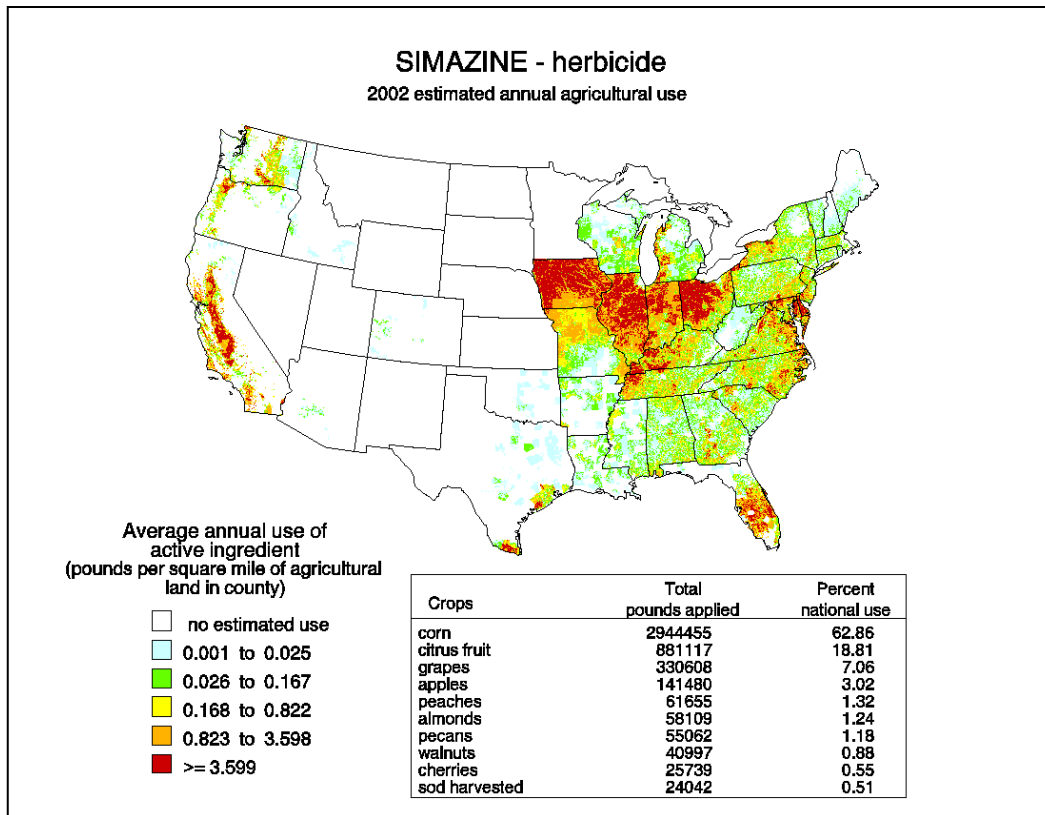 SIMAZINE - herbicide
2002 estimated annual agricultural use
Average annual use of
active ingredient
(pounds per square mile of agricultural
land in county)
no estimated use
0.001 to 0.025
0.026 to 0.167
0.168 to 0.822
0.823 to 3.598
>= 3.599
Crops Total pounds applied Percent national use
corn 2944455 62.86
citrus fruit 881117 18.81
grapes 330608 7.06
apples 141480 3.02
peaches 61655 1.32
almonds 58109 1.24
pecans 55062 1.18
walnuts 40997 0.88
cherries 25739 0.55
sod harvested 24042 0.51